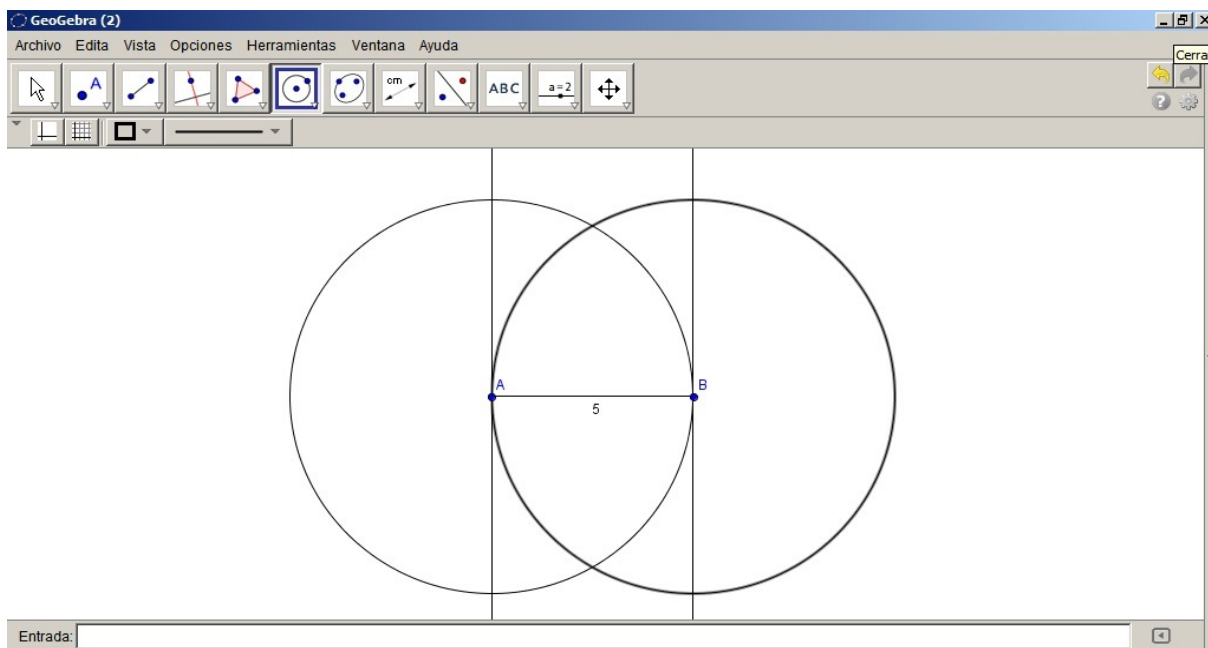 GeoGebra (2)
Archivo Edita Vista Opciones Herramientas Ventana Ayuda
Cerra
A cm ABC a=2
A B
5
Entrada: